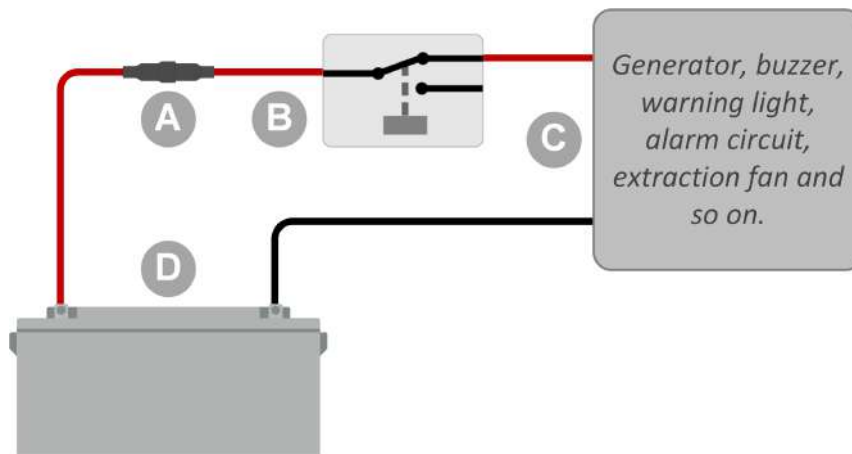 A
B
C
Generator, buzzer,
warning light,
alarm circuit,
extraction fan and
so on.
D